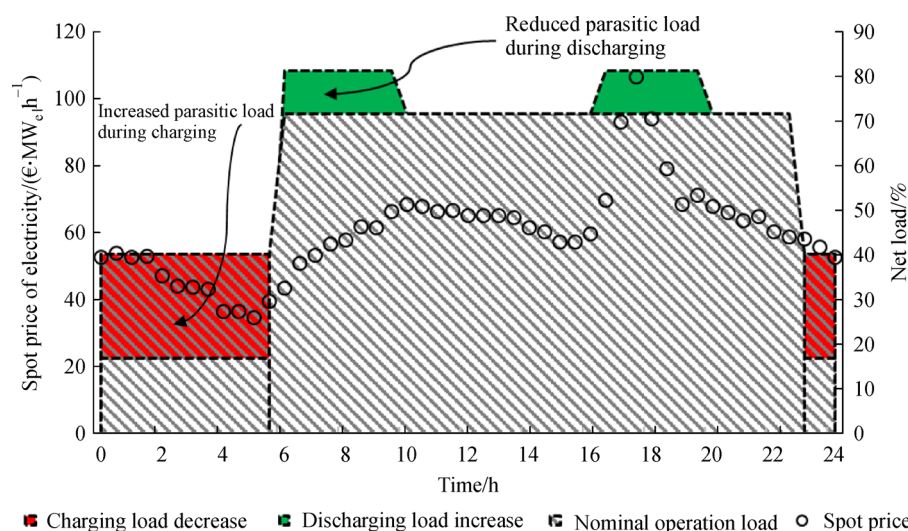 Reduced parasitic load
during discharging
Increased parasitic load
during charging
Spot price of electricity/(€·MW_el h⁻¹)
120
100
80
60
40
20
0
Net load/%
90
80
70
60
50
40
30
20
10
0
0 2 4 6 8 10 12 14 16 18 20 22 24
Time/h
Charging load decrease Discharging load increase Nominal operation load Spot price